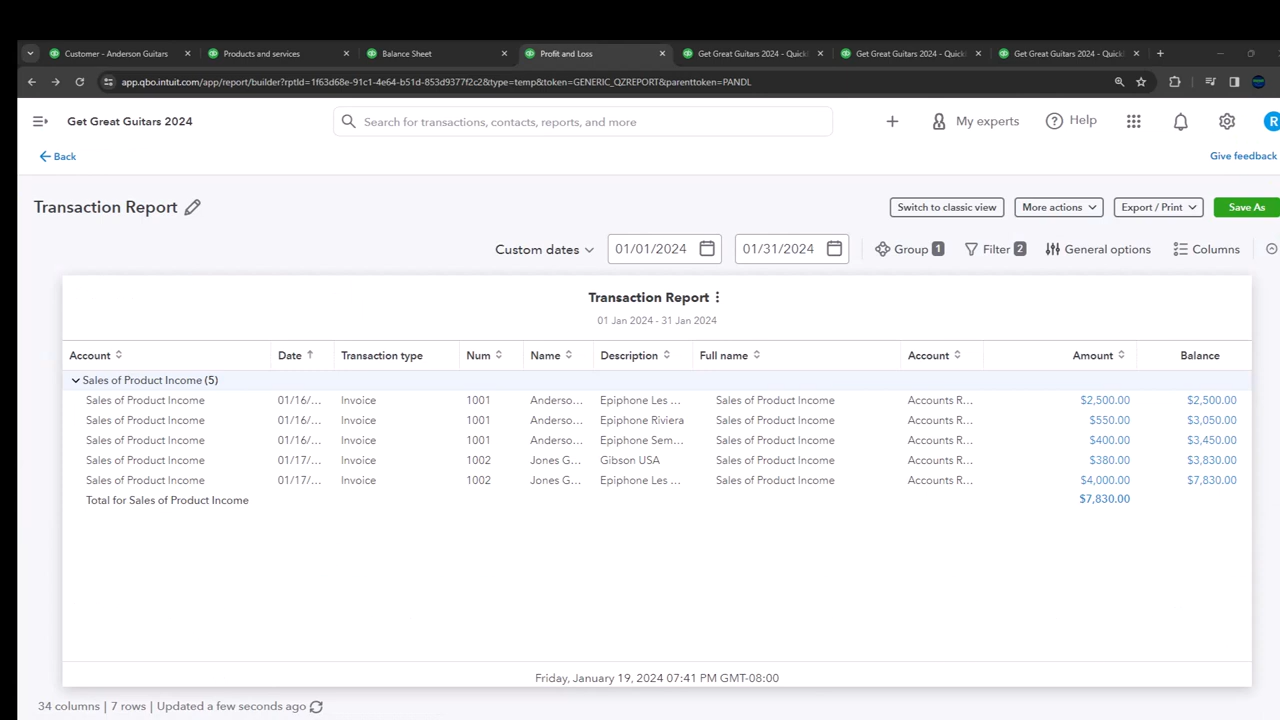 Customer - Anderson Guitars Products and services Balance Sheet Profit and Loss Get Great Guitars 2024 - Quick Get Great Guitars 2024 - Quick Get Great Guitars 2024 - Quick
app.qbo.intuit.com/app/report/builder?rptId=1f63d68e-91c1-4e64-b51d-853d9377f2c2&type=temp&token=GENERIC_QZREPORT&parenttoken=PANDL
Get Great Guitars 2024 Search for transactions, contacts, reports, and more My experts Help R
Back Give feedback
Transaction Report Switch to classic view More actions Export / Print Save As
Custom dates 01/01/2024 01/31/2024 Group 1 Filter 2 General options Columns
Transaction Report
01 Jan 2024 - 31 Jan 2024
Account Date Transaction type Num Name Description Full name Account Amount Balance
Sales of Product Income (5)
Sales of Product Income 01/16/... Invoice 1001 Anderso... Epiphone Les ... Sales of Product Income Accounts R... $2,500.00 $2,500.00
Sales of Product Income 01/16/... Invoice 1001 Anderso... Epiphone Riviera Sales of Product Income Accounts R... $550.00 $3,050.00
Sales of Product Income 01/16/... Invoice 1001 Anderso... Epiphone Sem... Sales of Product Income Accounts R... $400.00 $3,450.00
Sales of Product Income 01/17/... Invoice 1002 Jones G... Gibson USA Sales of Product Income Accounts R... $380.00 $3,830.00
Sales of Product Income 01/17/... Invoice 1002 Jones G... Epiphone Les ... Sales of Product Income Accounts R... $4,000.00 $7,830.00
Total for Sales of Product Income $7,830.00
Friday, January 19, 2024 07:41 PM GMT-08:00
34 columns | 7 rows | Updated a few seconds ago